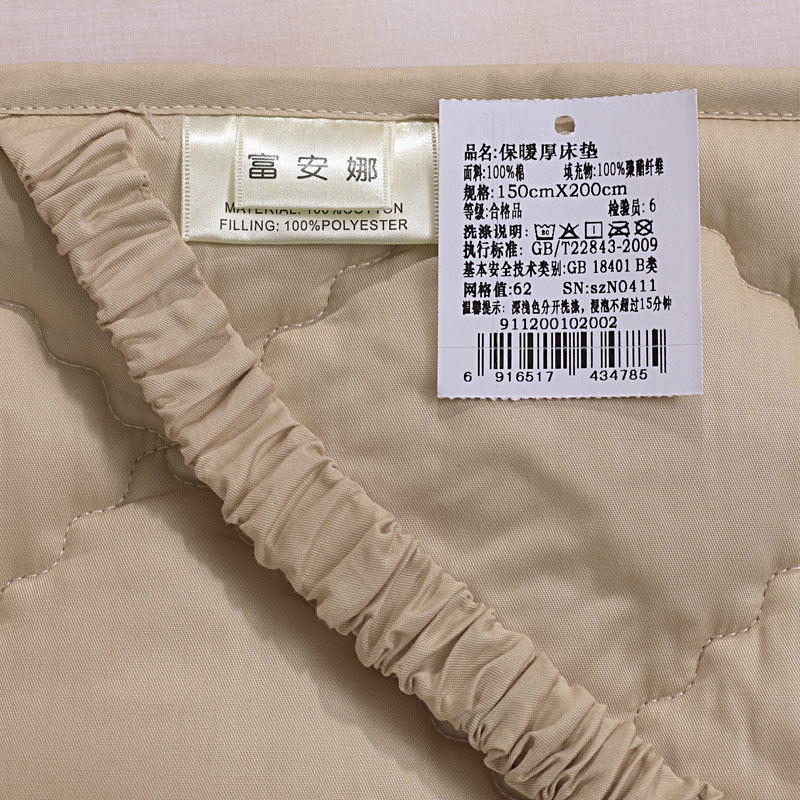 富安娜
MATERIAL: 100%COTTON
FILLING: 100%POLYESTER
品名:保暖厚床垫
面料:100%棉 填充物:100%聚酯纤维
规格:150cmX200cm
等级:合格品 检验员:6
洗涤说明:
执行标准: GB/T22843-2009
基本安全技术类别:GB 18401 B类
网格值:62 SN:szN0411
温馨提示: 深浅色分开洗涤，浸泡不超过15分钟
911200102002
6 916517 434785